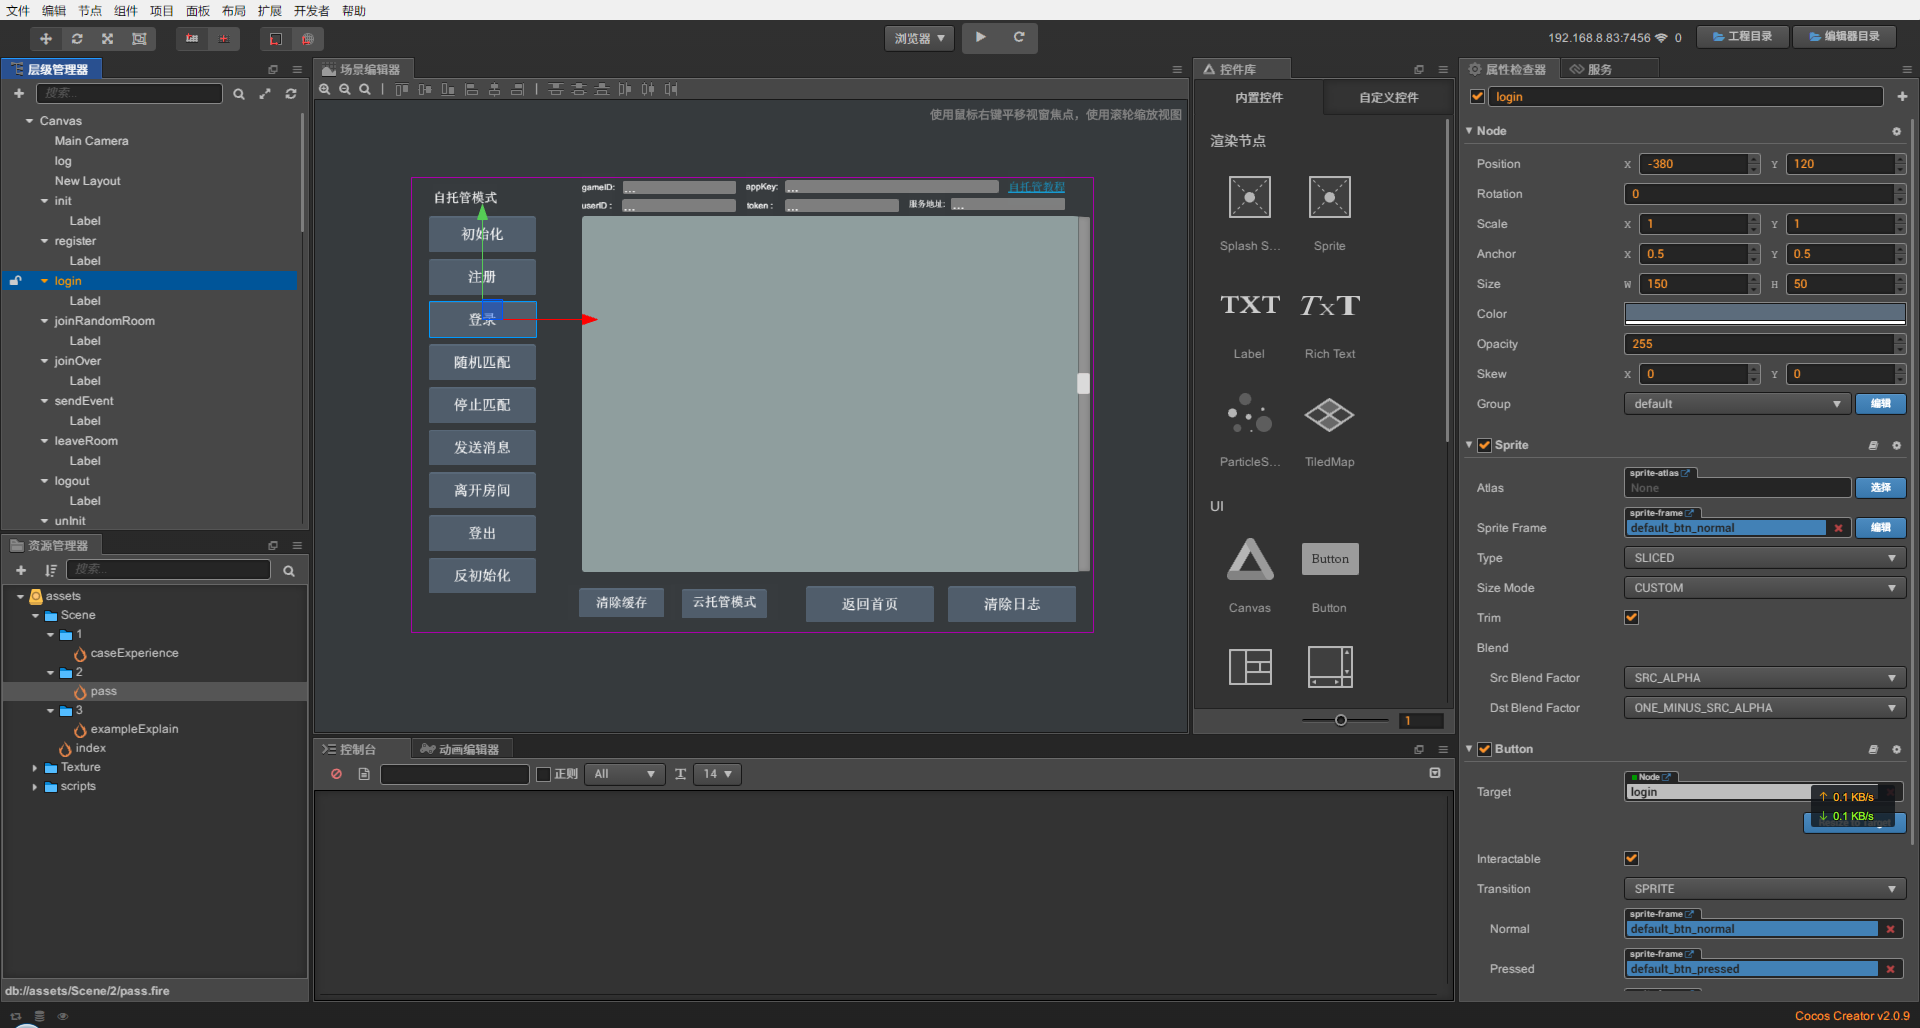 文件 编辑 节点 组件 项目 面板 布局 扩展 开发者 帮助
浏览器
192.168.8.83:7456 0
工程目录
编辑器目录
层级管理器
搜索...
Canvas
Main Camera
log
New Layout
init
Label
register
Label
login
Label
joinRandomRoom
Label
joinOver
Label
sendEvent
Label
leaveRoom
Label
logout
Label
unInit
资源管理器
搜索...
assets
Scene
1
caseExperience
2
pass
3
exampleExplain
index
Texture
scripts
db://assets/Scene/2/pass.fire
场景编辑器
使用鼠标右键平移视窗焦点，使用滚轮缩放视图
自托管模式
gameID: ...
appKey: ...
自托管教程
userID : ...
token : ...
服务地址: ...
初始化
注册
登录
随机匹配
停止匹配
发送消息
离开房间
登出
反初始化
清除缓存
云托管模式
返回首页
清除日志
控制台
动画编辑器
正则
All
14
控件库
内置控件
自定义控件
渲染节点
Splash S...
Sprite
TXT
TxT
Label
Rich Text
ParticleS...
TiledMap
UI
Button
Canvas
Button
1
属性检查器
服务
login
Node
Position X -380 Y 120
Rotation 0
Scale X 1 Y 1
Anchor X 0.5 Y 0.5
Size W 150 H 50
Color
Opacity 255
Skew X 0 Y 0
Group default 编辑
Sprite
sprite-atlas
Atlas None 选择
sprite-frame
Sprite Frame default_btn_normal 编辑
Type SLICED
Size Mode CUSTOM
Trim
Blend
Src Blend Factor SRC_ALPHA
Dst Blend Factor ONE_MINUS_SRC_ALPHA
Button
Node
Target login
↑ 0.1 KB/s
↓ 0.1 KB/s
Interactable
Transition SPRITE
sprite-frame
Normal default_btn_normal
sprite-frame
Pressed default_btn_pressed
Cocos Creator v2.0.9